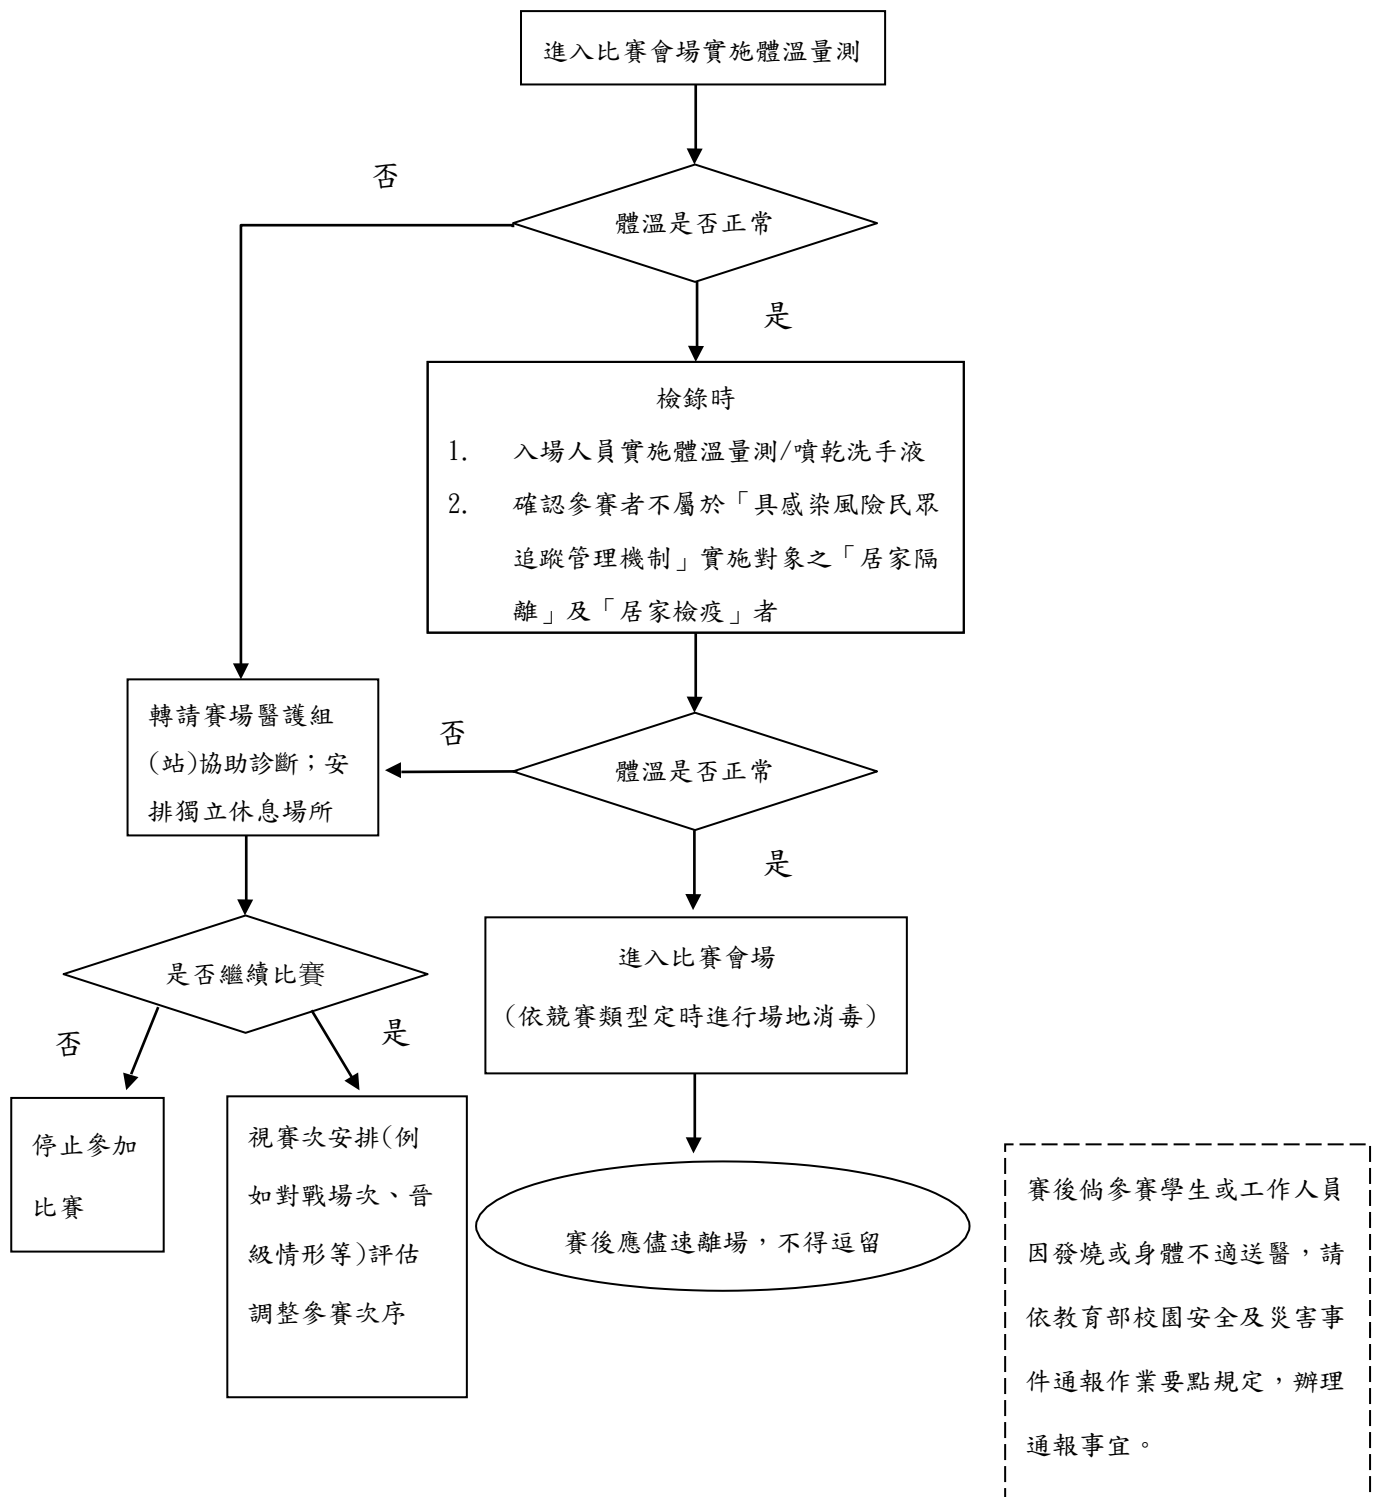 進入比賽會場實施體溫量測
否
體溫是否正常
是
檢錄時
1. 入場人員實施體溫量測/噴乾洗手液
2. 確認參賽者不屬於「具感染風險民眾
追蹤管理機制」實施對象之「居家隔
離」及「居家檢疫」者
轉請賽場醫護組
(站)協助診斷；安
排獨立休息場所
否
體溫是否正常
是
是否繼續比賽
進入比賽會場
(依競賽類型定時進行場地消毒)
否
是
停止參加
比賽
視賽次安排(例
如對戰場次、晉
級情形等)評估
調整參賽次序
賽後應儘速離場，不得逗留
賽後倘參賽學生或工作人員
因發燒或身體不適送醫，請
依教育部校園安全及災害事
件通報作業要點規定，辦理
通報事宜。